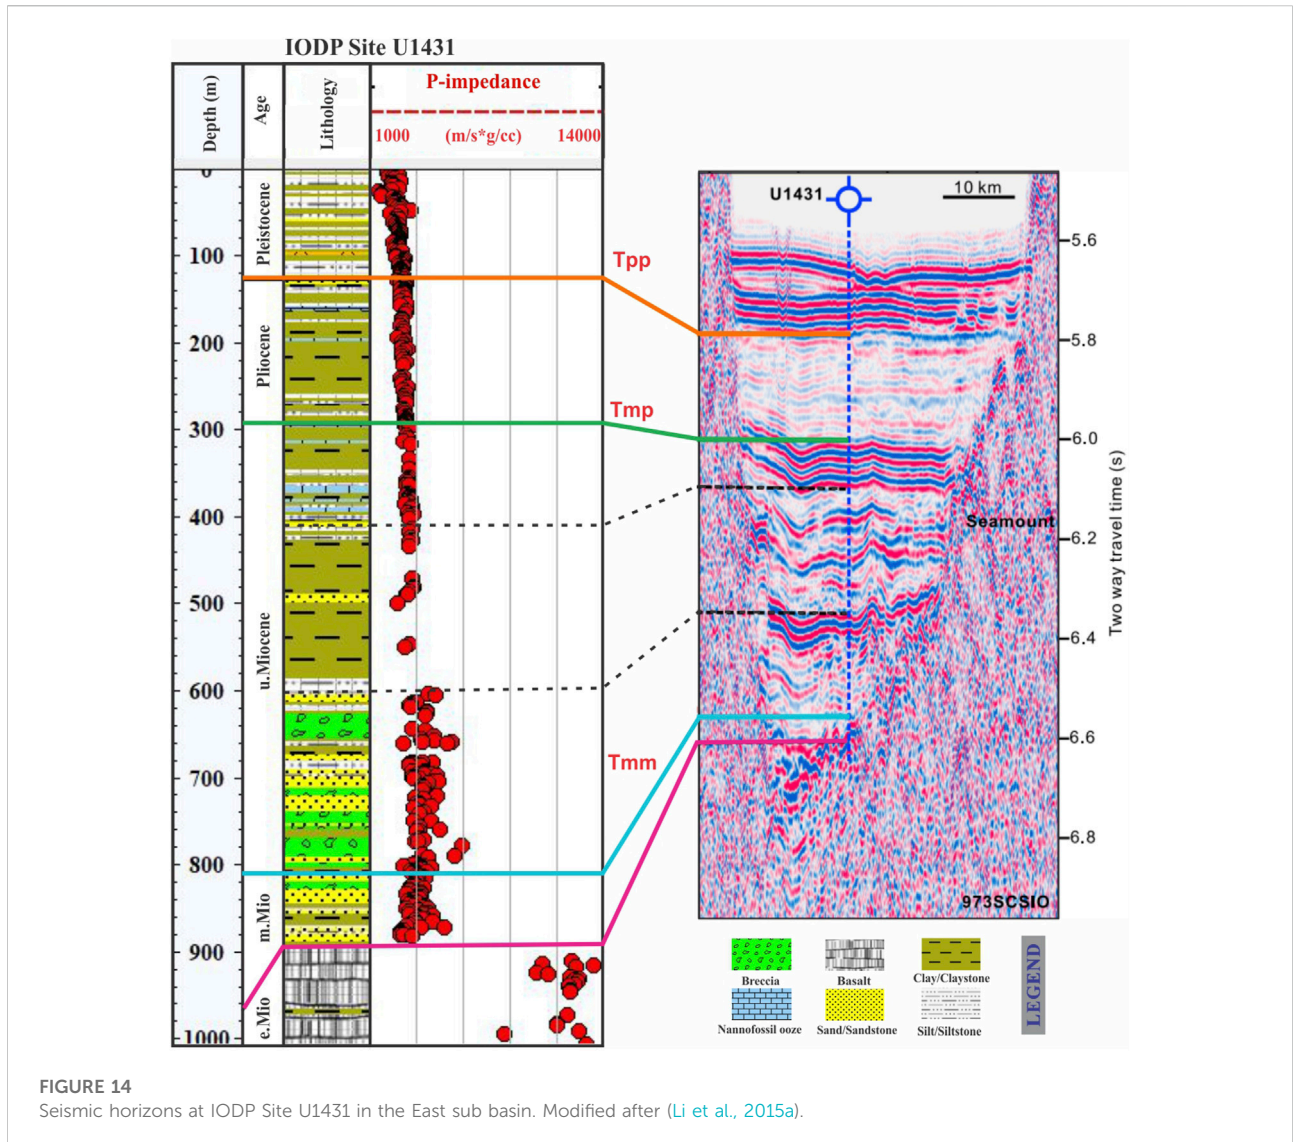 IODP Site U1431
Depth (m)
Age
Lithology
P-impedance
1000 (m/s*g/cc) 14000
0
100
200
300
400
500
600
700
800
900
1000
Pleistocene
Pliocene
u.Miocene
m.Mio
e.Mio
Tpp
Tmp
Tmm
U1431
10 km
Seamount
973SCSIO
5.6
5.8
6.0
6.2
6.4
6.6
6.8
Two way travel time (s)
Breccia
Basalt
Clay/Claystone
Nannofossil ooze
Sand/Sandstone
Silt/Siltstone
LEGEND
FIGURE 14
Seismic horizons at IODP Site U1431 in the East sub basin. Modified after (Li et al., 2015a).